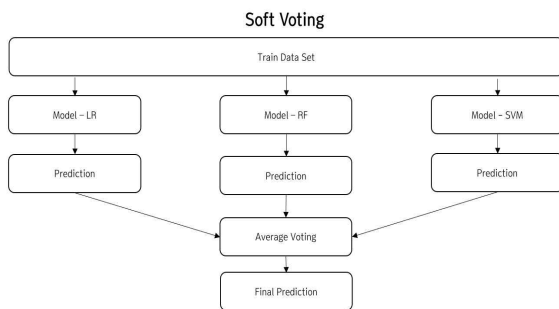 Soft Voting
Train Data Set
Model – LR
Model – RF
Model – SVM
Prediction
Prediction
Prediction
Average Voting
Final Prediction